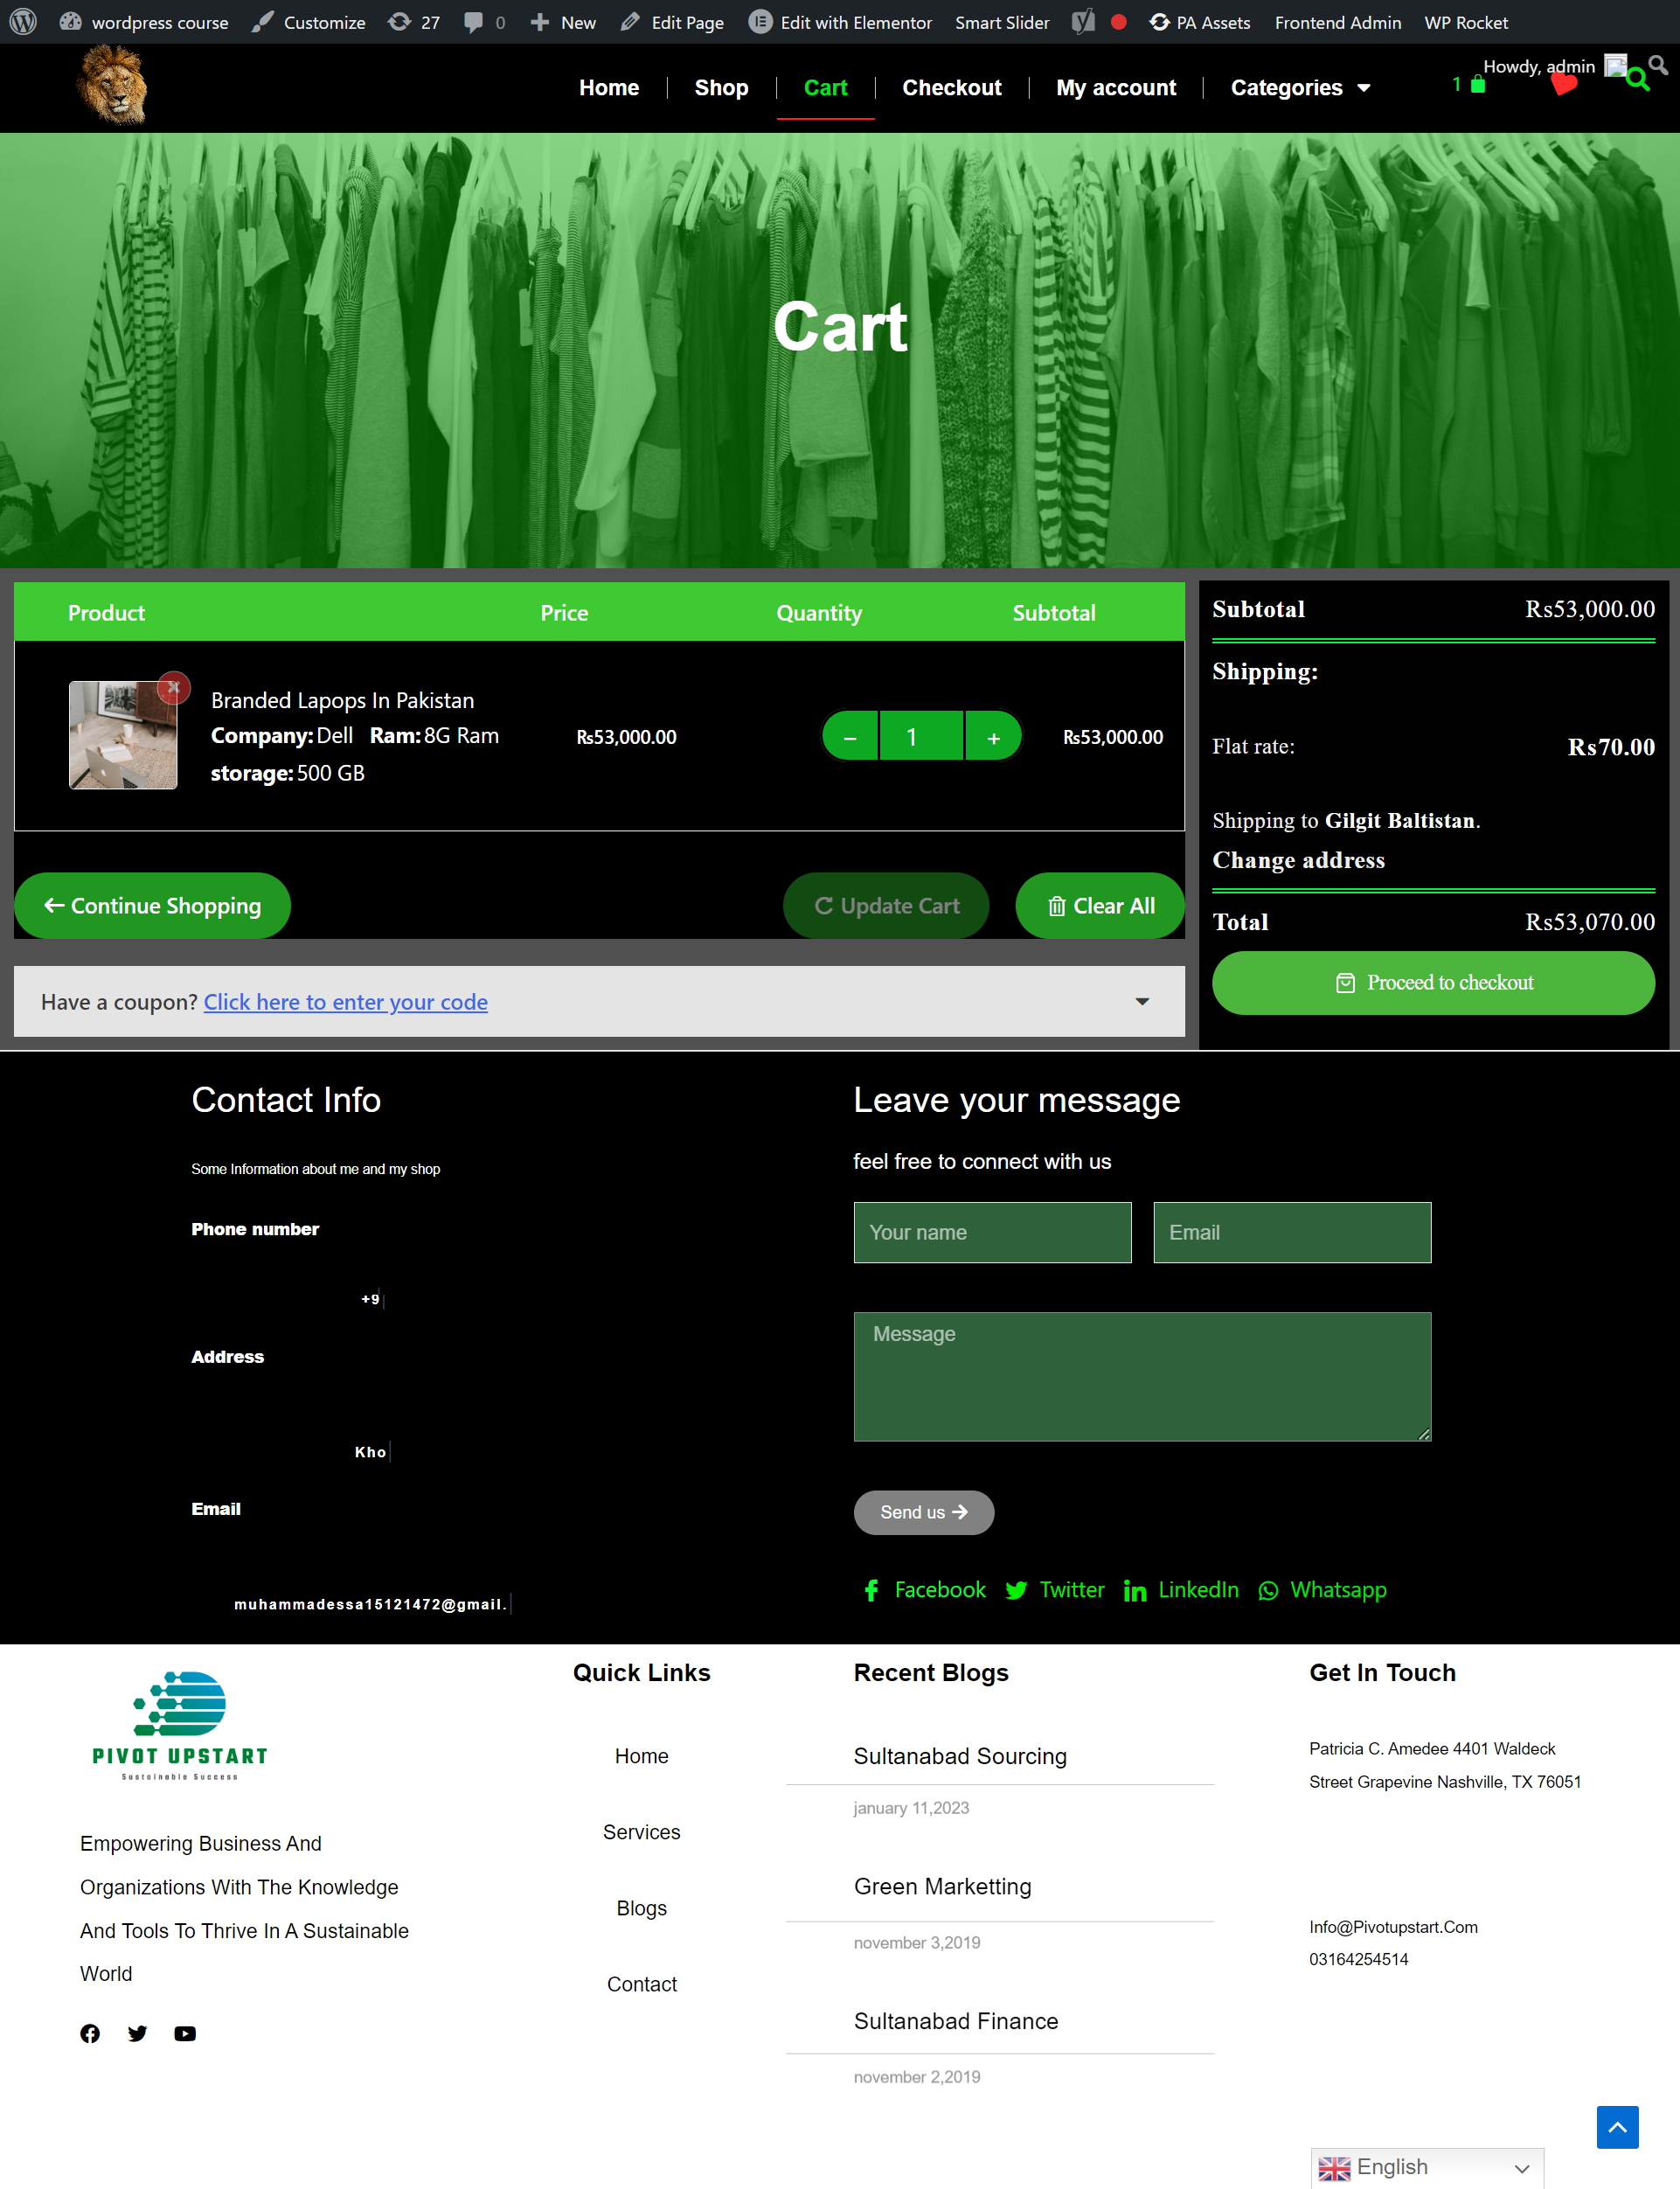 wordpress course Customize 27 0 New Edit Page Edit with Elementor Smart Slider PA Assets Frontend Admin WP Rocket
Howdy, admin
Home Shop Cart Checkout My account Categories 1
Cart
Product Price Quantity Subtotal
Branded Lapops In Pakistan
Company: Dell Ram: 8G Ram
storage: 500 GB
₨53,000.00 − 1 + ₨53,000.00
Continue Shopping Update Cart Clear All
Have a coupon? Click here to enter your code
Subtotal ₨53,000.00
Shipping:
Flat rate: ₨70.00
Shipping to Gilgit Baltistan.
Change address
Total ₨53,070.00
Proceed to checkout
Contact Info
Some Information about me and my shop
Phone number
+9
Address
Kho
Email
muhammadessa15121472@gmail.
Leave your message
feel free to connect with us
Your name Email
Message
Send us
Facebook Twitter LinkedIn Whatsapp
PIVOT UPSTART
Sustainable Success
Empowering Business And
Organizations With The Knowledge
And Tools To Thrive In A Sustainable
World
Quick Links
Home
Services
Blogs
Contact
Recent Blogs
Sultanabad Sourcing
january 11,2023
Green Marketting
november 3,2019
Sultanabad Finance
november 2,2019
Get In Touch
Patricia C. Amedee 4401 Waldeck
Street Grapevine Nashville, TX 76051
Info@Pivotupstart.Com
03164254514
English